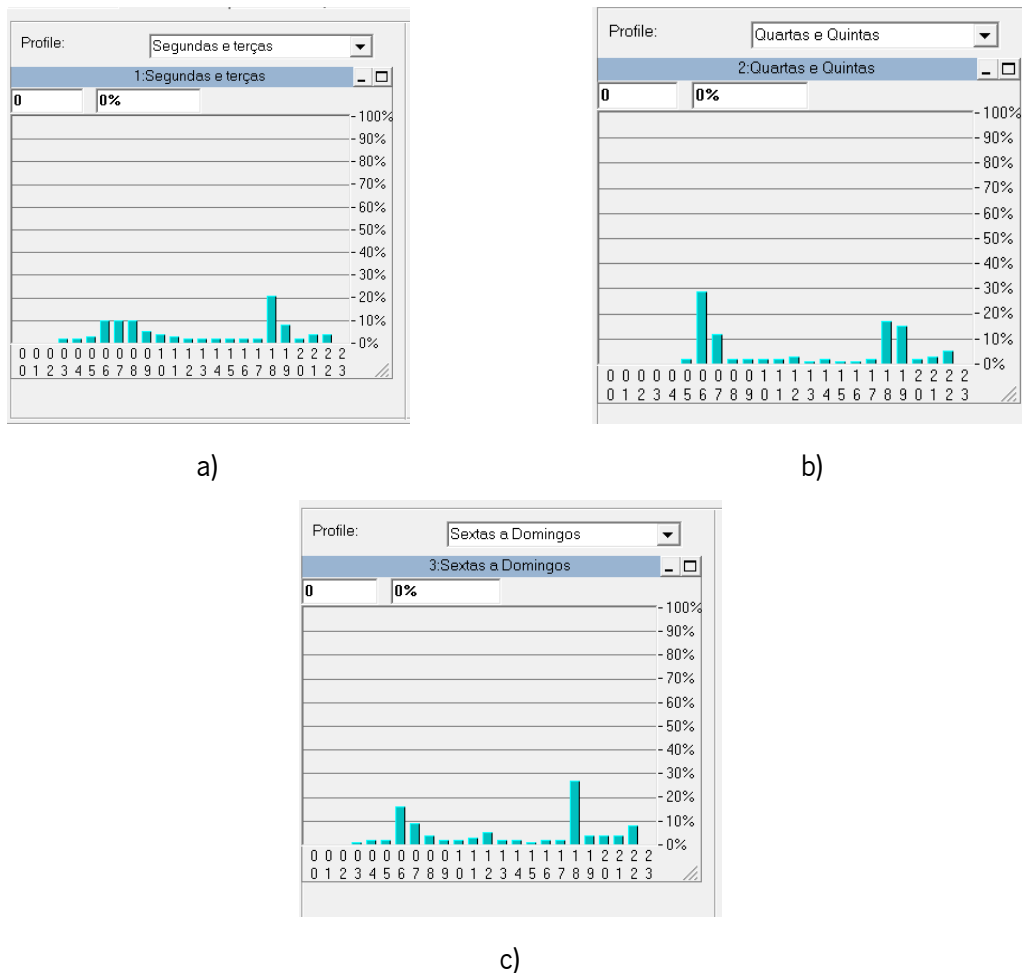 Profile:
Segundas e terças
1:Segundas e terças
0
0%
100%
90%
80%
70%
60%
50%
40%
30%
20%
10%
0%
0 0 0 0 0 0 0 0 0 0 1 1 1 1 1 1 1 1 1 1 2 2 2 2
0 1 2 3 4 5 6 7 8 9 0 1 2 3 4 5 6 7 8 9 0 1 2 3
a)
Profile:
Quartas e Quintas
2:Quartas e Quintas
0
0%
100%
90%
80%
70%
60%
50%
40%
30%
20%
10%
0%
0 0 0 0 0 0 0 0 0 0 1 1 1 1 1 1 1 1 1 1 2 2 2 2
0 1 2 3 4 5 6 7 8 9 0 1 2 3 4 5 6 7 8 9 0 1 2 3
b)
Profile:
Sextas a Domingos
3:Sextas a Domingos
0
0%
100%
90%
80%
70%
60%
50%
40%
30%
20%
10%
0%
0 0 0 0 0 0 0 0 0 0 1 1 1 1 1 1 1 1 1 1 2 2 2 2
0 1 2 3 4 5 6 7 8 9 0 1 2 3 4 5 6 7 8 9 0 1 2 3
c)